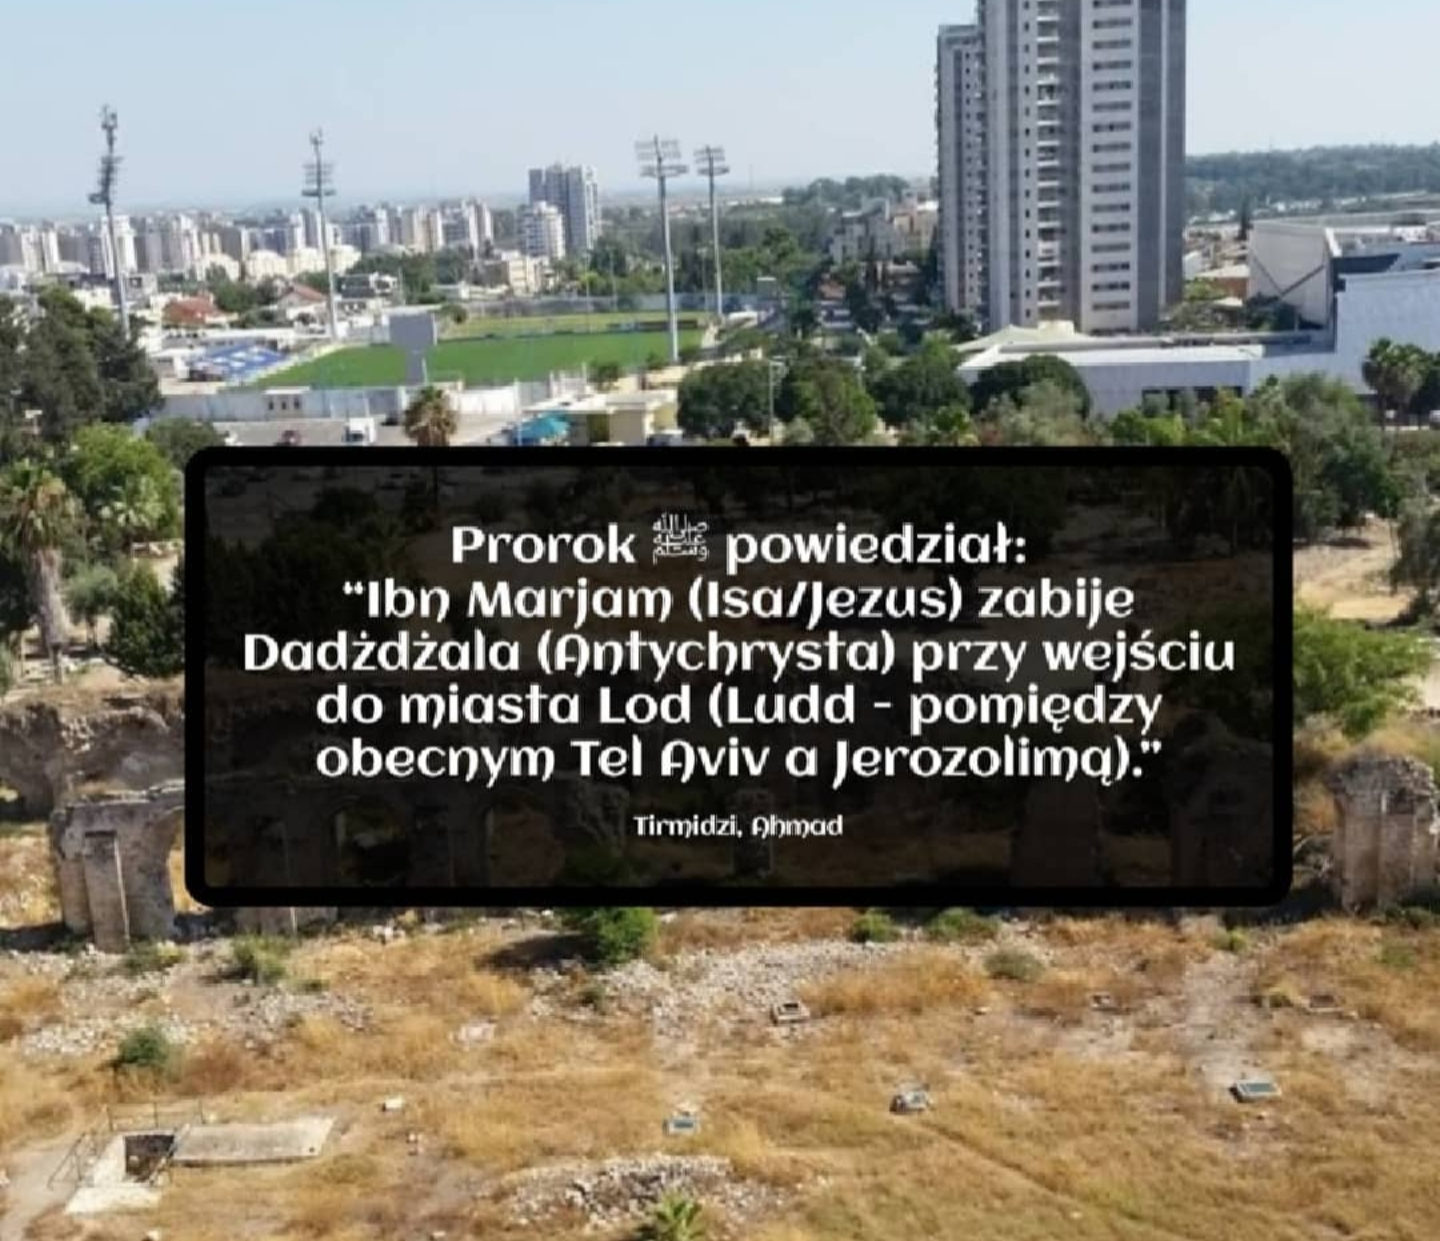 Prorok ﷺ powiedział:
“Ibn Marjam (Isa/Jezus) zabije
Dadżdżala (Antychrysta) przy wejściu
do miasta Lod (Ludd - pomiędzy
obecnym Tel Aviv a Jerozolimą).”
Tirmidzi, Ahmad